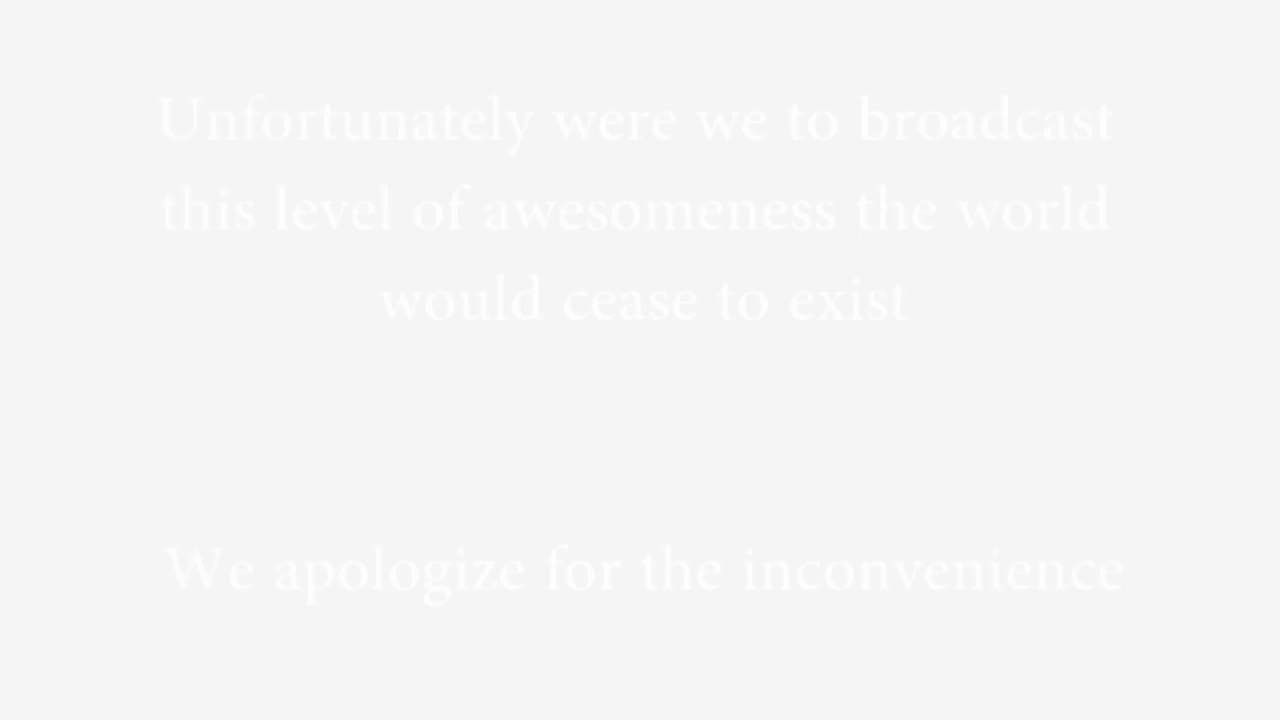 Unfortunately were we to broadcast
this level of awesomeness the world
would cease to exist
We apologize for the inconvenience